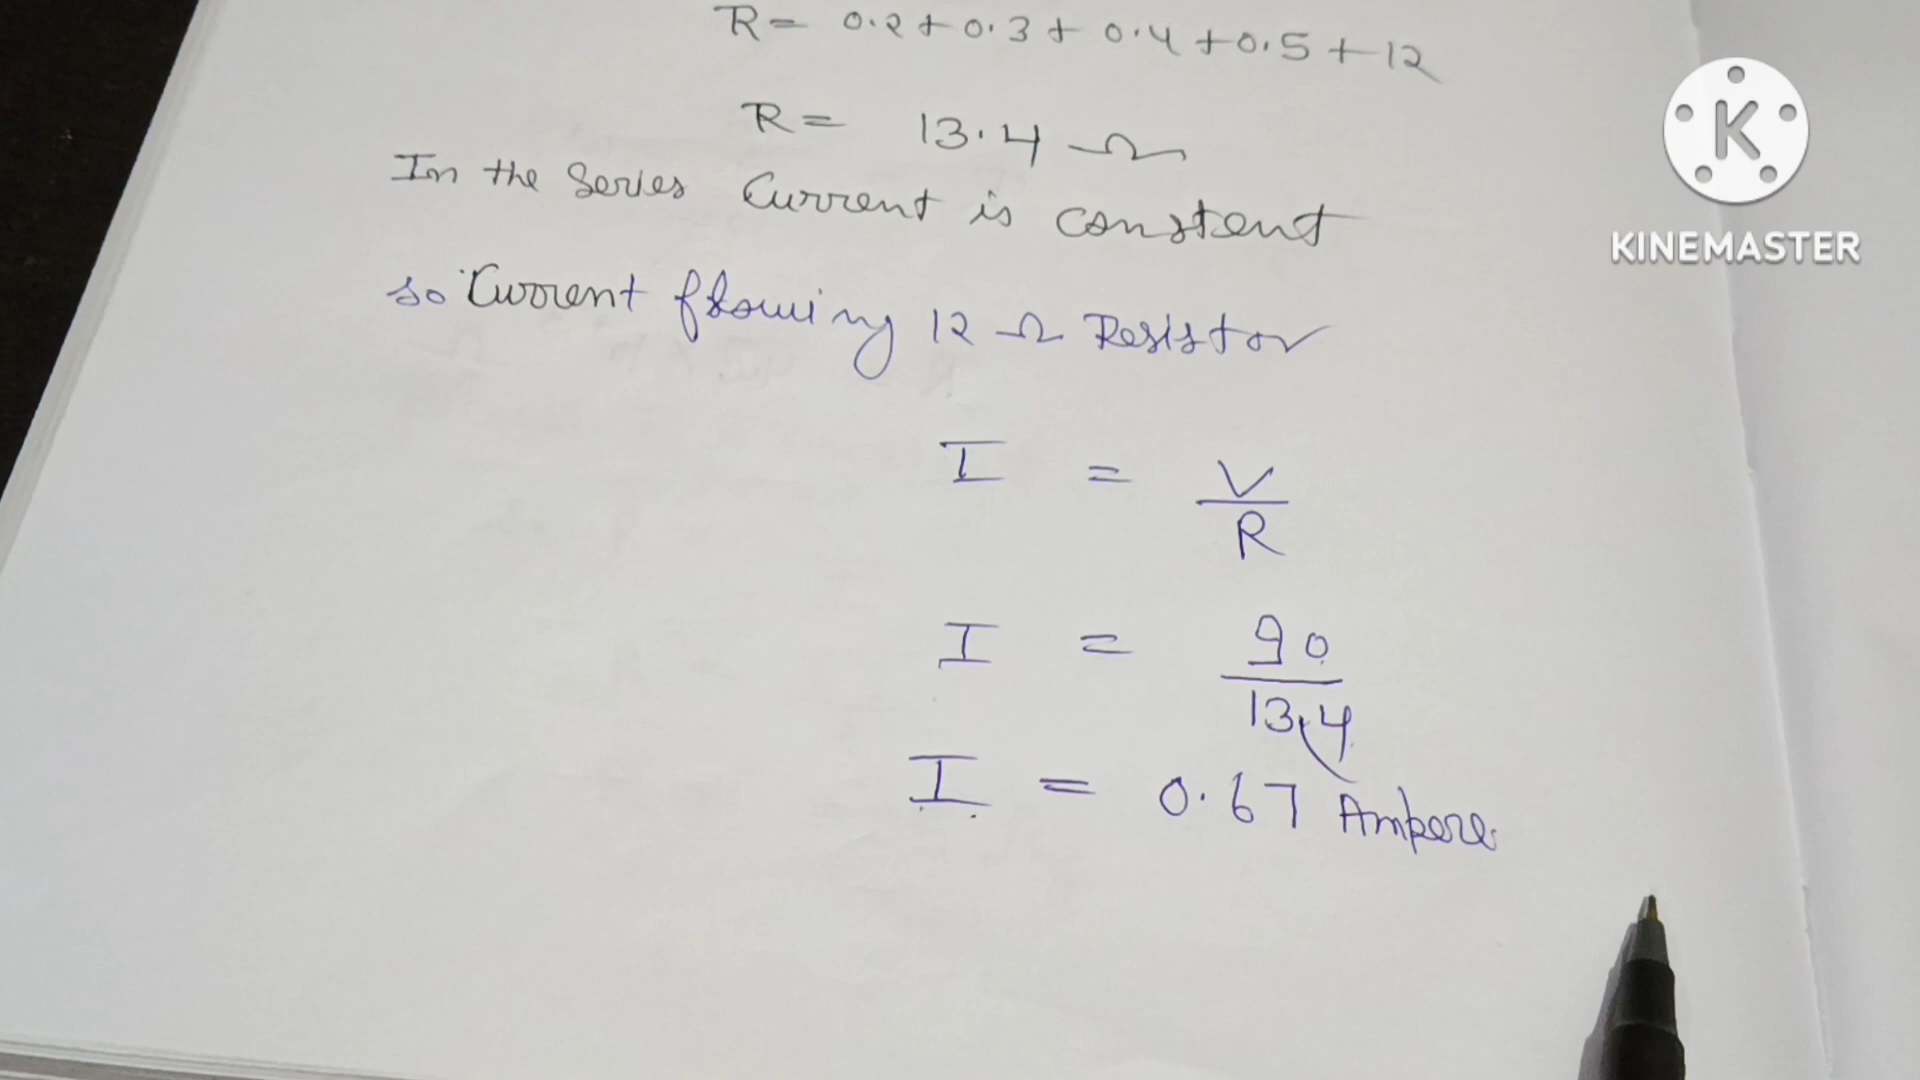 R = 0.2 + 0.3 + 0.4 + 0.5 + 12
R = 13.4 Ω
In the Series Current is constent
so Current flowing 12 Ω Resistor
I = V/R
I = 90/13.4
I = 0.67 Ampere
K
KINEMASTER